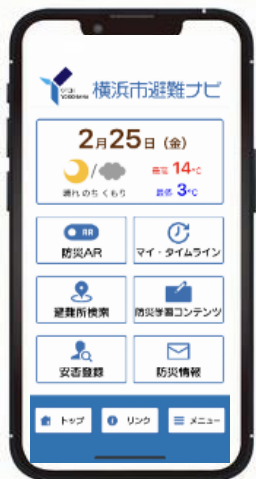 横浜市避難ナビ
2月25日 (金)
最高 14℃
晴れ のち くもり
最低 3℃
AR
防災AR
マイ・タイムライン
避難所検索
防災学習コンテンツ
安否登録
防災情報
トップ
リンク
メニュー